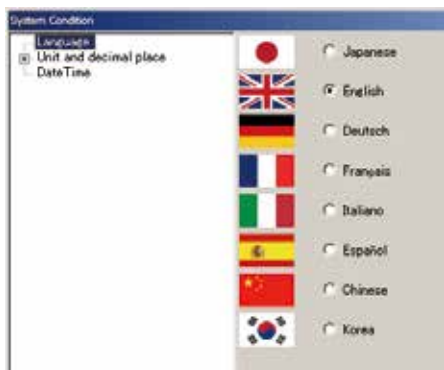 System Condition
Language
Unit and decimal place
DateTime
Japanese
English
Deutsch
Français
Italiano
Español
Chinese
Korea